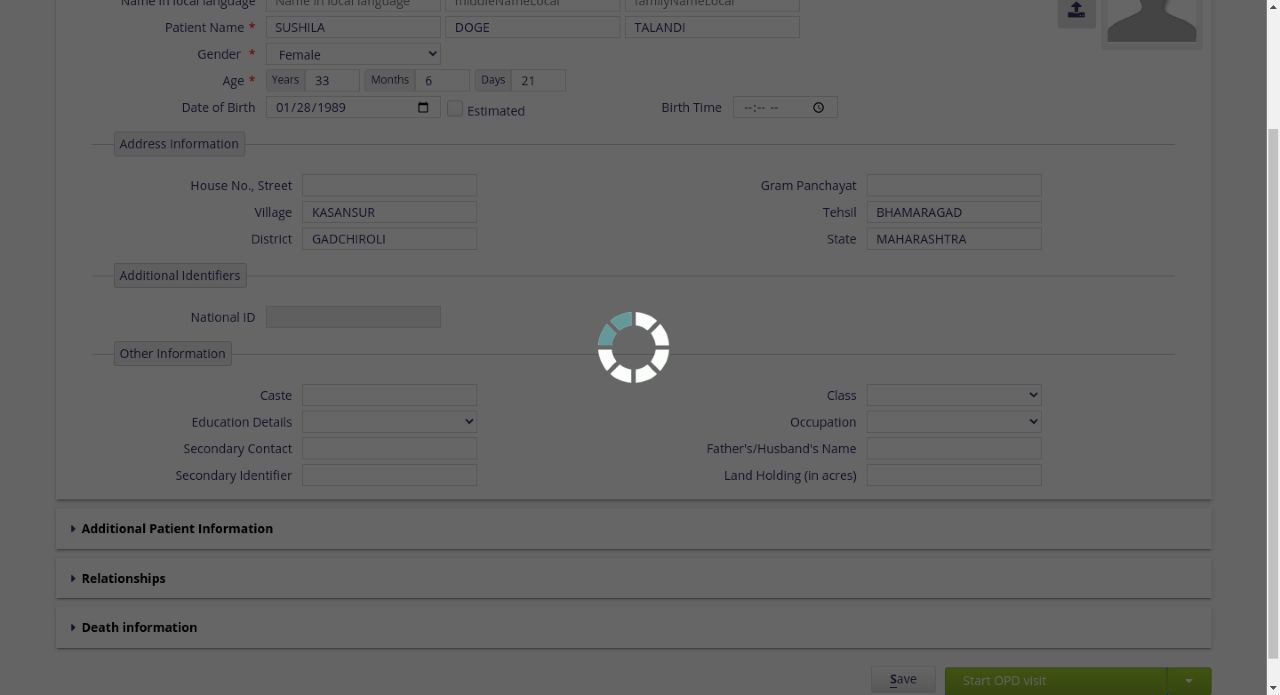 Name in local language Name in local language middleNameLocal familyNameLocal
Patient Name * SUSHILA DOGE TALANDI
Gender * Female
Age * Years 33 Months 6 Days 21
Date of Birth 01/28/1989 Estimated Birth Time --:-- --
Address Information
House No., Street Gram Panchayat
Village KASANSUR Tehsil BHAMARAGAD
District GADCHIROLI State MAHARASHTRA
Additional Identifiers
National ID
Other Information
Caste Class
Education Details Occupation
Secondary Contact Father's/Husband's Name
Secondary Identifier Land Holding (in acres)
Additional Patient Information
Relationships
Death information
Save Start OPD visit